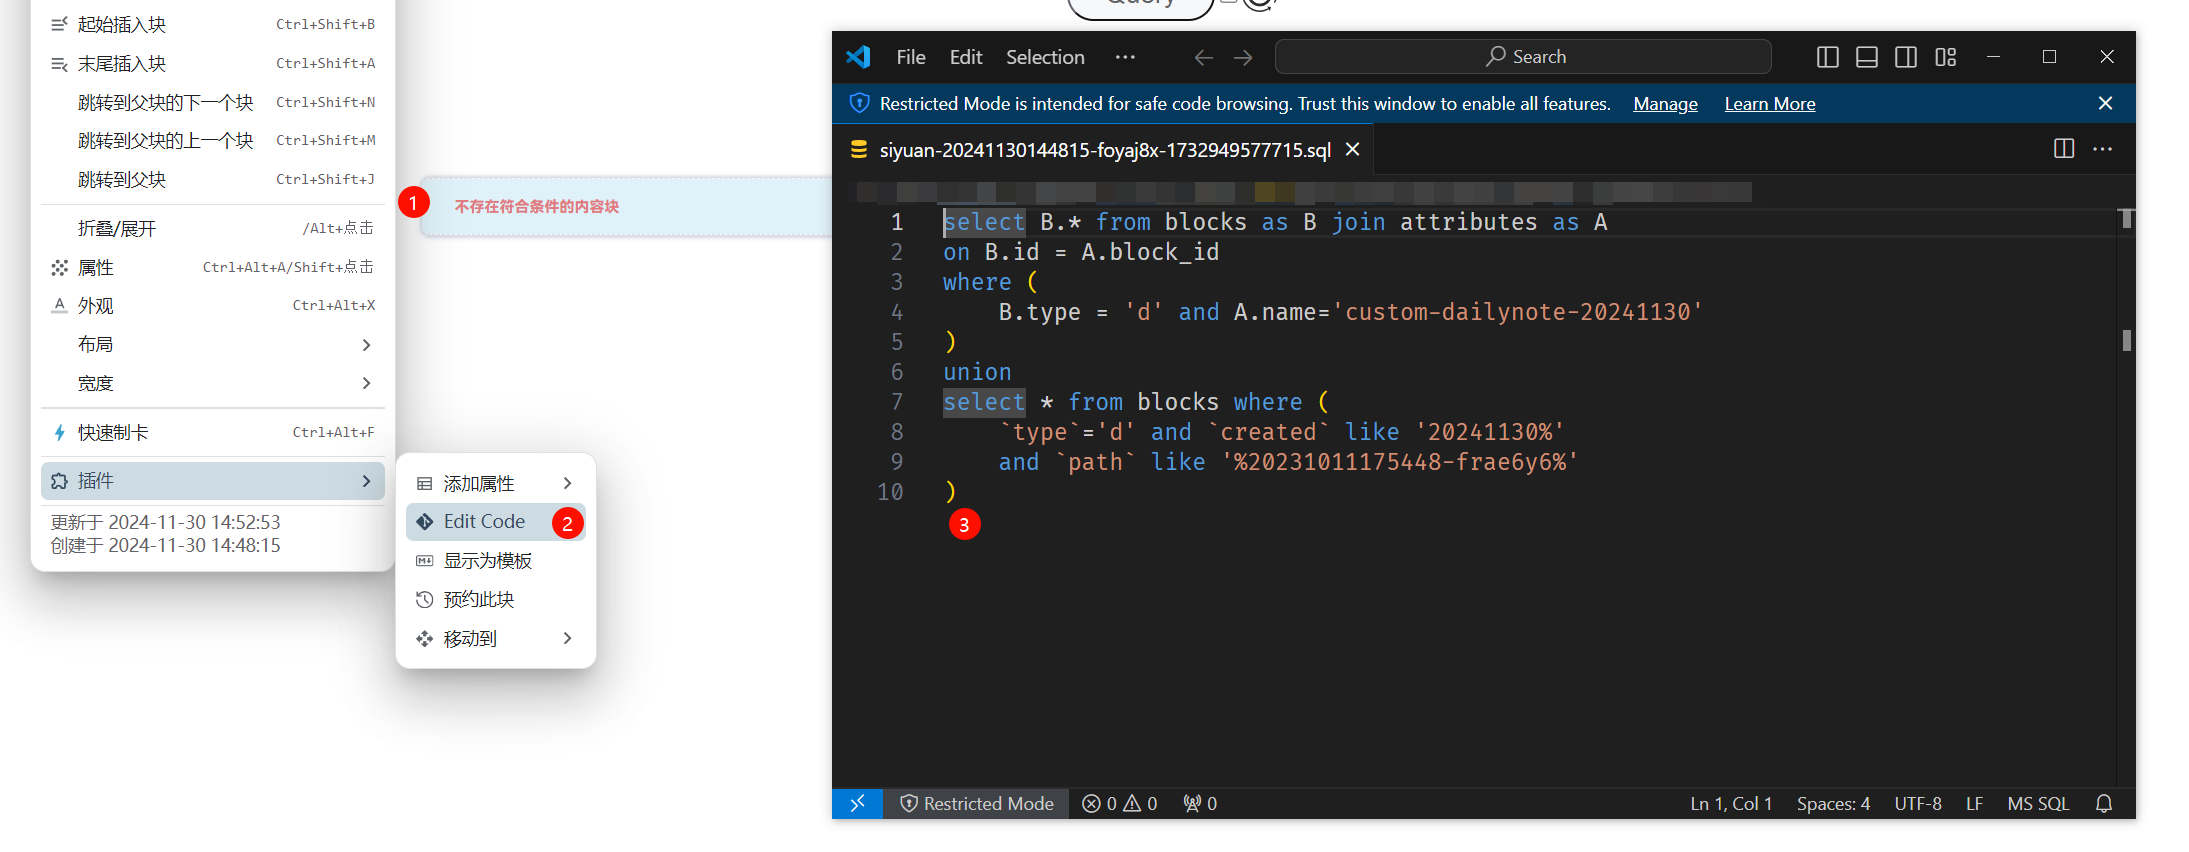 起始插入块 Ctrl+Shift+B
末尾插入块 Ctrl+Shift+A
跳转到父块的下一个块 Ctrl+Shift+N
跳转到父块的上一个块 Ctrl+Shift+M
跳转到父块 Ctrl+Shift+J
折叠/展开 /Alt+点击
属性 Ctrl+Alt+A/Shift+点击
外观 Ctrl+Alt+X
布局
宽度
快速制卡 Ctrl+Alt+F
插件
更新于 2024-11-30 14:52:53
创建于 2024-11-30 14:48:15
添加属性
Edit Code 2
显示为模板
预约此块
移动到
1
不存在符合条件的内容块
Query
File Edit Selection ··· Search
Restricted Mode is intended for safe code browsing. Trust this window to enable all features. Manage Learn More
siyuan-20241130144815-foyaj8x-1732949577715.sql
1 select B.* from blocks as B join attributes as A
2 on B.id = A.block_id
3 where (
4 B.type = 'd' and A.name='custom-dailynote-20241130'
5 )
6 union
7 select * from blocks where (
8 `type`='d' and `created` like '20241130%'
9 and `path` like '%20231011175448-frae6y6%'
10 )
3
Restricted Mode 0 0 0 Ln 1, Col 1 Spaces: 4 UTF-8 LF MS SQL